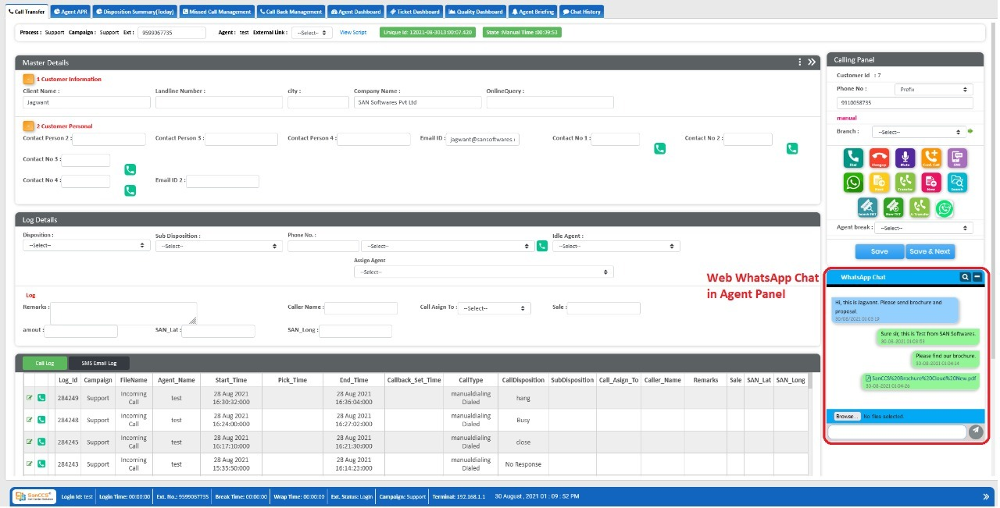 Call Transfer Agent APR Disposition Summary(Today) Missed Call Management Call Back Management Agent Dashboard Ticket Dashboard Quality Dashboard Agent Briefing Chat History
Process : Support Campaign : Support Ext : 9599067735 Agent : test External Link : --Select-- View Script Unique Id: 12021-08-3013:00:07.420 State :Manual Time :00:09:53
Master Details
1 Customer Information
Client Name : Landline Number : city : Company Name : OnlineQuery :
Jagwant SAN Softwares Pvt Ltd
2 Customer Personal
Contact Person 2 : Contact Person 3 : Contact Person 4 : Email ID : jagwant@sansoftwares. Contact No 1 : Contact No 2 :
Contact No 3 :
Contact No 4 : Email ID 2 :
Log Details
Disposition : Sub Disposition : Phone No. : Idle Agent :
--Select-- --Select-- --Select-- --Select--
Assign Agent
--Select--
Log
Remarks : Caller Name : Call Asign To : --Select-- Sale :
amout : SAN_Lat : SAN_Long :
Call Log SMS Email Log
Log_Id Campaign FileName Agent_Name Start_Time Pick_Time End_Time Callback_Set_Time CallType CallDisposition SubDisposition Call_Asign_To Caller_Name Remarks Sale SAN_Lat SAN_Long
284249 Support Incoming Call test 28 Aug 2021 16:30:32:000 28 Aug 2021 16:36:04:000 manualdialing Dialed hang
284248 Support Incoming Call test 28 Aug 2021 16:24:00:000 28 Aug 2021 16:27:02:000 manualdialing Dialed Busy
284245 Support Incoming Call test 28 Aug 2021 16:17:10:000 28 Aug 2021 16:21:30:000 manualdialing Dialed close
284243 Support Incoming Call test 28 Aug 2021 15:35:50:000 28 Aug 2021 16:14:23:000 manualdialing Dialed No Response
Calling Panel
Customer Id : 7
Phone No : Prefix
9910058735
manual
Branch : --Select--
Dial Hangup Mute Conf. Call SMS
Transfer New Search
Search TKT New TKT A-Transfer
Agent break : --Select--
Save Save & Next
Web WhatsApp Chat
in Agent Panel
WhatsApp Chat
Hi, this is Jagwant. Please send brochure and
proposal.
30/08/2021 01:03:19
Sure sir, this is Test from SAN Softwares.
30-08-2021 01:03:53
Please find our brochure.
30-08-2021 01:04:14
SanCCS%20Brochure%20Cloud%20New.pdf
30-08-2021 01:04:26
Browse... No files selected.
SanCCS Call Center Solution Login Id: test Login Time: 00:00:00 Ext. No.: 9599067735 Break Time: 00:00:00 Wrap Time: 00:00:00 Ext. Status: Login Campaign: Support Terminal: 192.168.1.1 30 August , 2021 01 : 09 : 52 PM